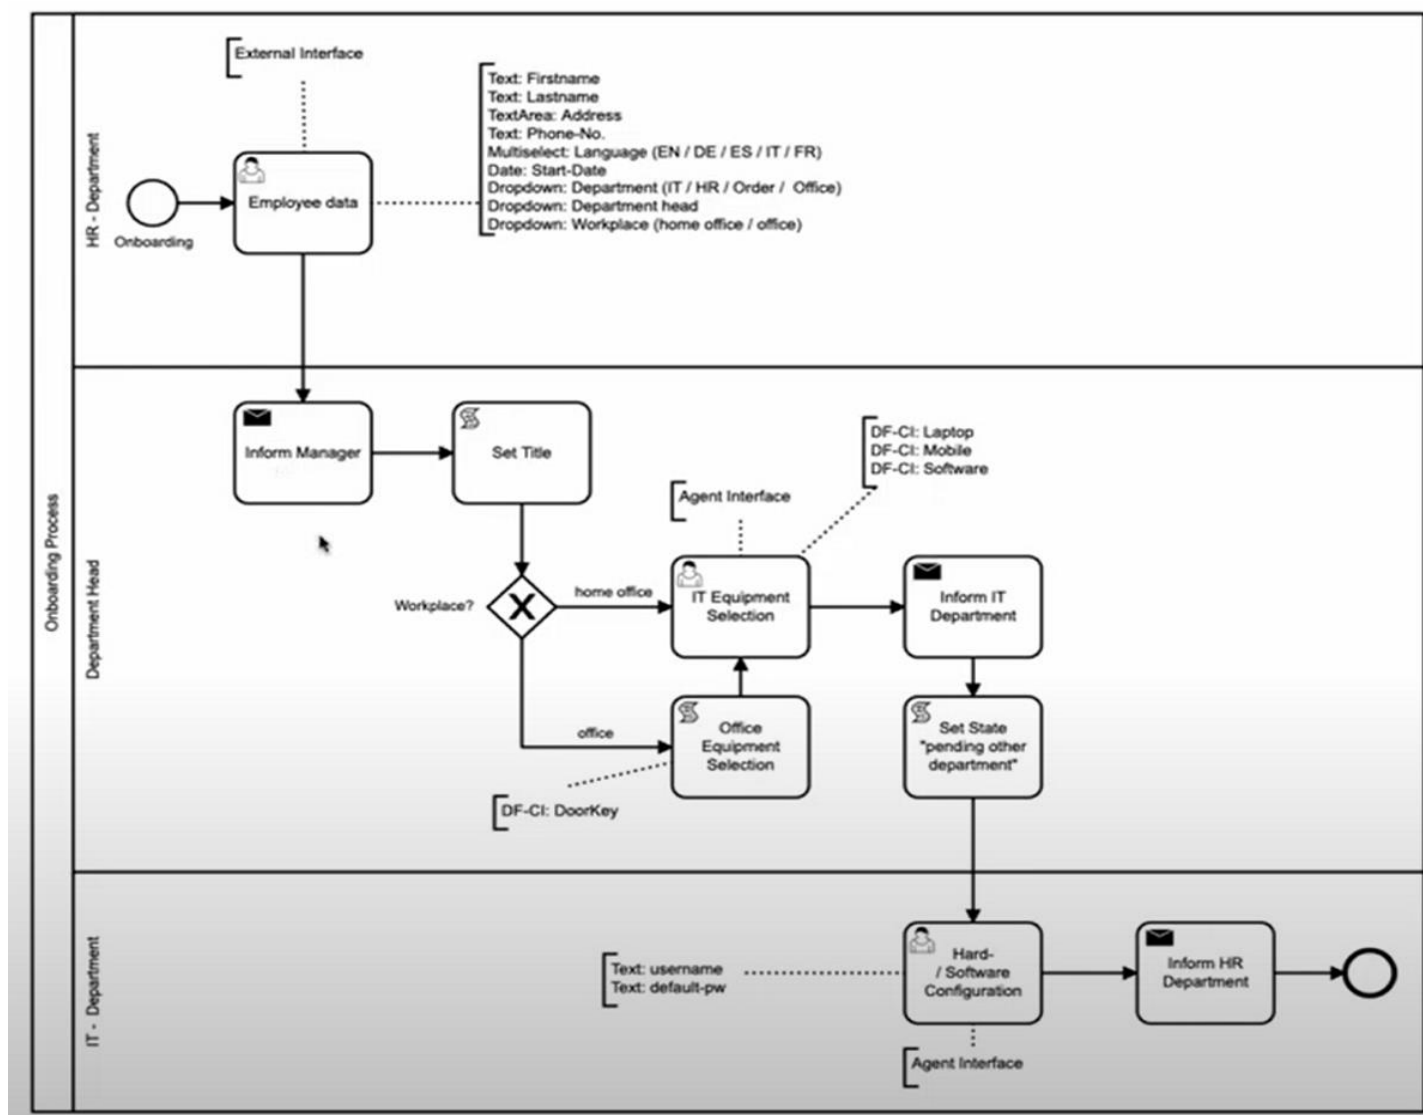 Onboarding Process
HR - Department
External Interface
Text: Firstname
Text: Lastname
TextArea: Address
Text: Phone-No.
Multiselect: Language (EN / DE / ES / IT / FR)
Date: Start-Date
Dropdown: Department (IT / HR / Order / Office)
Dropdown: Department head
Dropdown: Workplace (home office / office)
Employee data
Onboarding
Department Head
Inform Manager
Set Title
DF-CI: Laptop
DF-CI: Mobile
DF-CI: Software
Agent Interface
Workplace?
home office
IT Equipment
Selection
Inform IT
Department
office
Office
Equipment
Selection
Set State
"pending other
department"
DF-CI: DoorKey
IT - Department
Text: username
Text: default-pw
Hard-
/ Software
Configuration
Inform HR
Department
Agent Interface